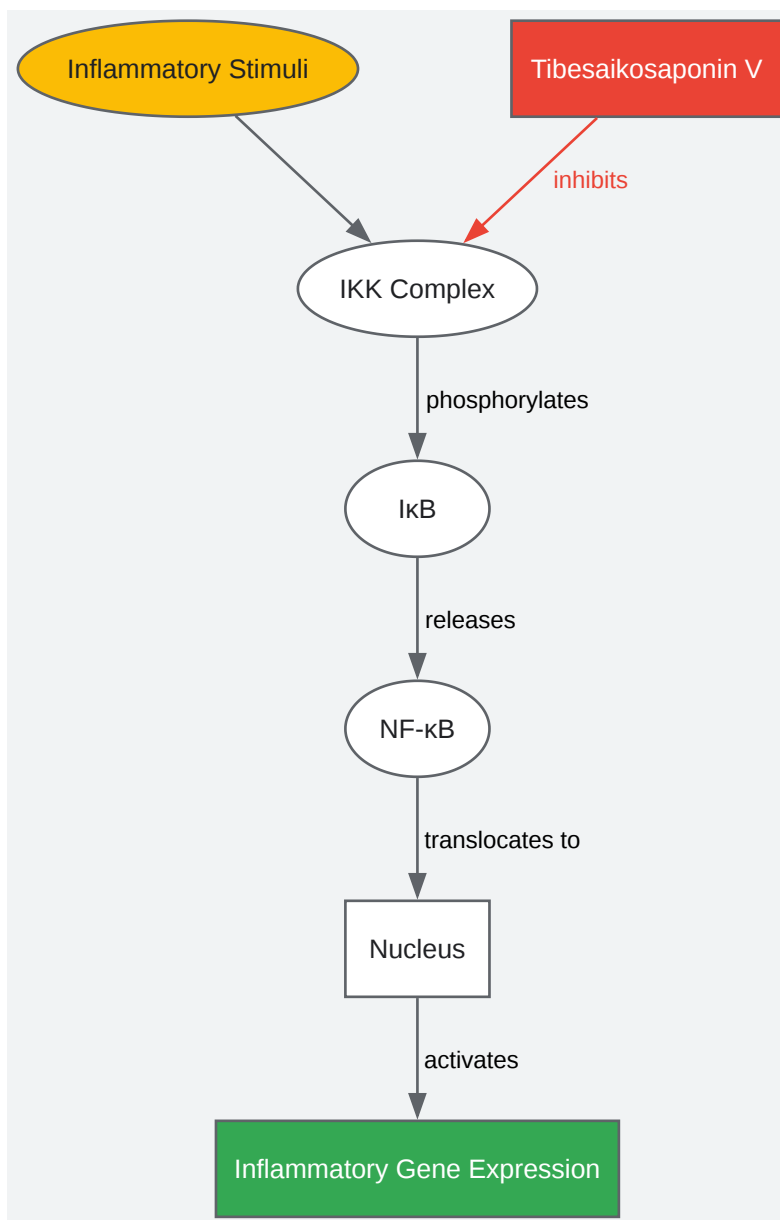 Inflammatory Stimuli
Tibesaikosaponin V
inhibits
IKK Complex
phosphorylates
IκB
releases
NF-κB
translocates to
Nucleus
activates
Inflammatory Gene Expression